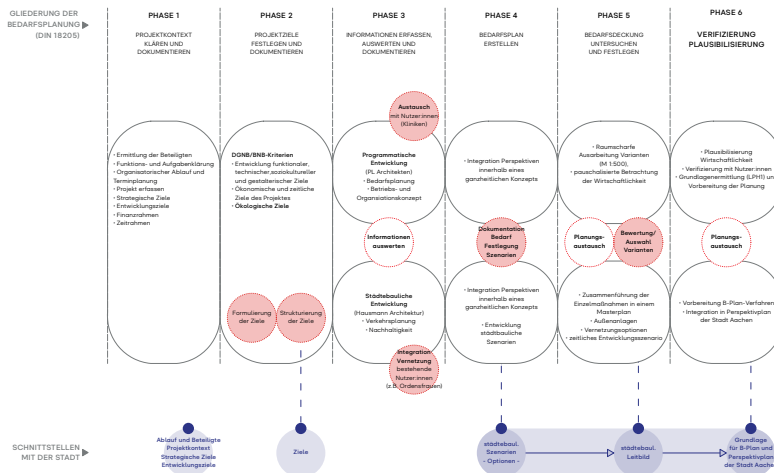 GLIEDERUNG DER
BEDARFSPLANUNG
(DIN 18205)
PHASE 1
PROJEKTKONTEXT
KLÄREN UND
DOKUMENTIEREN
PHASE 2
PROJEKTZIELE
FESTLEGEN UND
DOKUMENTIEREN
PHASE 3
INFORMATIONEN ERFASSEN,
AUSWERTEN UND
DOKUMENTIEREN
PHASE 4
BEDARFSPLAN
ERSTELLEN
PHASE 5
BEDARFSDECKUNG
UNTERSUCHEN
UND FESTLEGEN
PHASE 6
VERIFIZIERUNG
PLAUSIBILISIERUNG
· Ermittlung der Beteiligten
· Funktions- und Aufgabenklärung
· Organisatorischer Ablauf und
Terminplanung
· Projekt erfassen
· Strategische Ziele
· Entwicklungsziele
· Finanzrahmen
· Zeitrahmen
DGNB/BNB-Kriterien
· Entwicklung funktionaler,
technischer,soziokultureller
und gestalterischer Ziele
· Ökonomische und zeitliche
Ziele des Projektes
· Ökologische Ziele
Formulierung
der Ziele
Strukturierung
der Ziele
Austausch
mit Nutzer:innen
(Kliniken)
Programmatische
Entwicklung
(PL Architekten)
· Bedarfsplanung
· Betriebs- und
Organsiationskonzept
Informationen
auswerten
Städtebauliche
Entwicklung
(Hausmann Architektur)
· Verkehrsplanung
· Nachhaltigkeit
Integration
Vernetzung
bestehende
Nutzer:innen
(z.B. Ordensfrauen)
· Integration Perspektiven
innerhalb eines
ganzheitlichen Konzepts
Dokumentation
Bedarf
Festlegung
Szenarien
· Integration Perspektiven
innerhalb eines
ganzheitlichen Konzepts
· Entwicklung
städtbauliche
Szenarien
· Raumscharfe
Ausarbeitung Varianten
(M 1:500),
· pauschalisierte Betrachtung
der Wirtschaftlichkeit
Planungs-
austausch
Bewertung/
Auswahl
Varianten
· Zusammenführung der
Einzelmaßnahmen in einem
Masterplan
· Außenanlagen
· Vernetzungsoptionen
· zeitliches Entwicklungsszenario
· Plausibilisierung
Wirtschaftlichkeit
· Verifizierung mit Nutzer:innen
· Grundlagenermittlung (LPH1) und
Vorbereitung der Planung
Planungs-
austausch
· Vorbereitung B-Plan-Verfahren
· Integration in Perspektivplan
der Stadt Aachen
SCHNITTSTELLEN
MIT DER STADT
Ablauf und Beteiligte
Projektkontext
Strategische Ziele
Entwicklungsziele
Ziele
städtebaul.
Szenarien
- Optionen -
städtebaul.
Leitbild
Grundlage
für B-Plan und
Perspektivplan
der Stadt Aachen